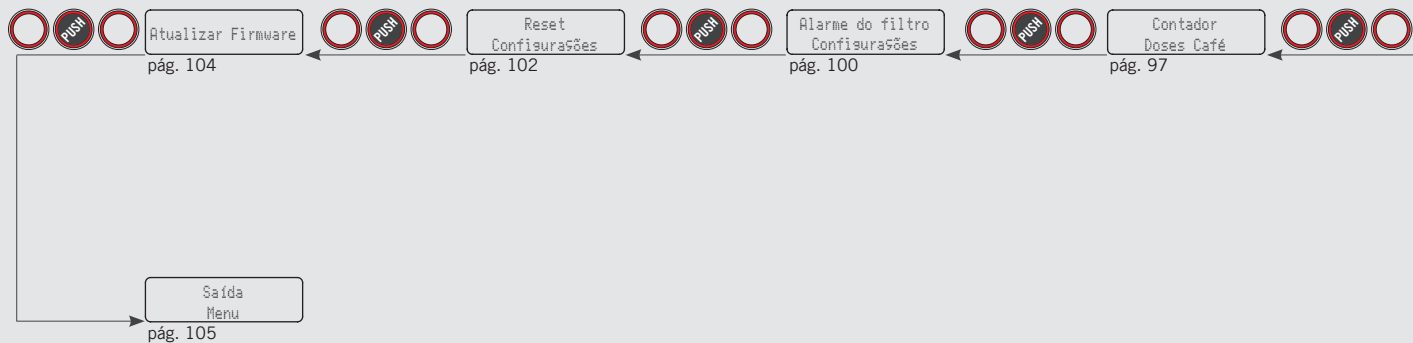 PUSH
Atualizar Firmware
pág. 104
PUSH
Reset
Configurações
pág. 102
PUSH
Alarme do filtro
Configurações
pág. 100
PUSH
Contador
Doses Café
pág. 97
PUSH
Saída
Menu
pág. 105